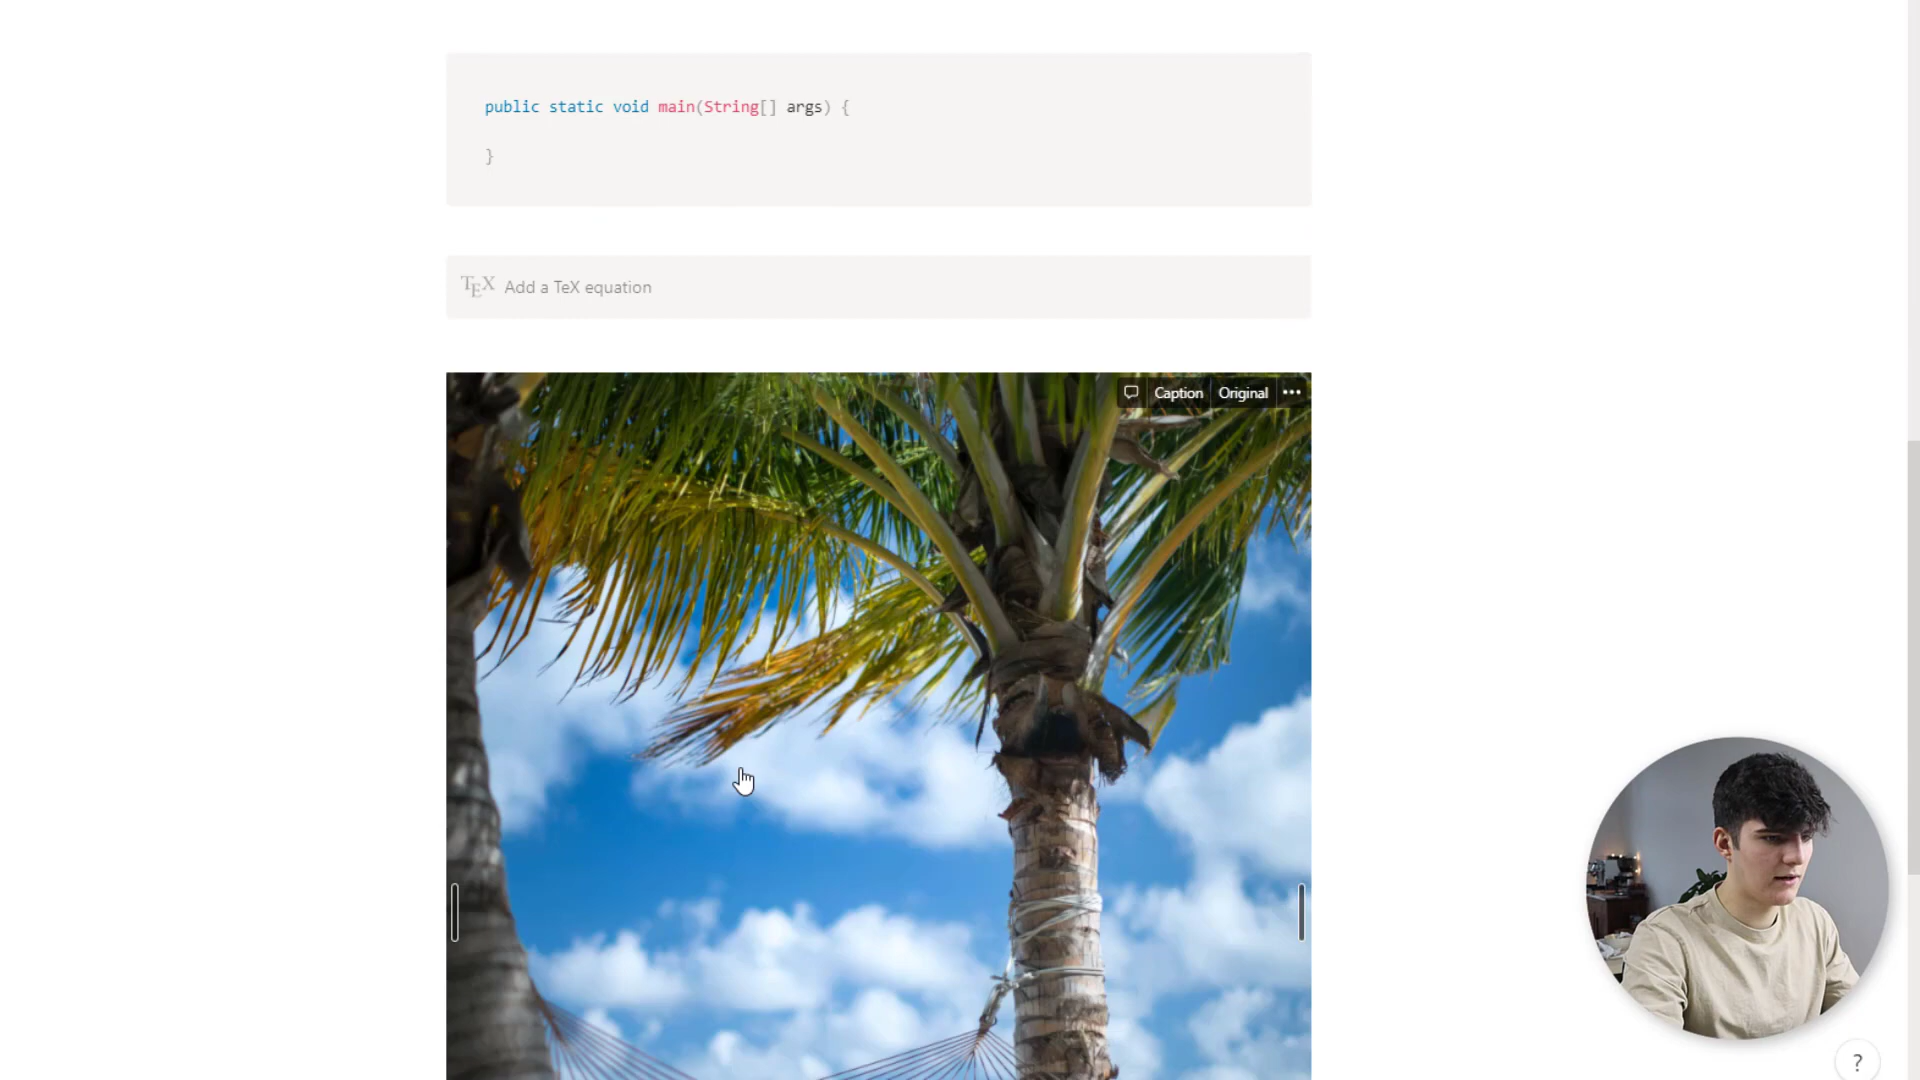 public static void main(String[] args) {
}
TEX Add a TeX equation
Caption Original •••
?